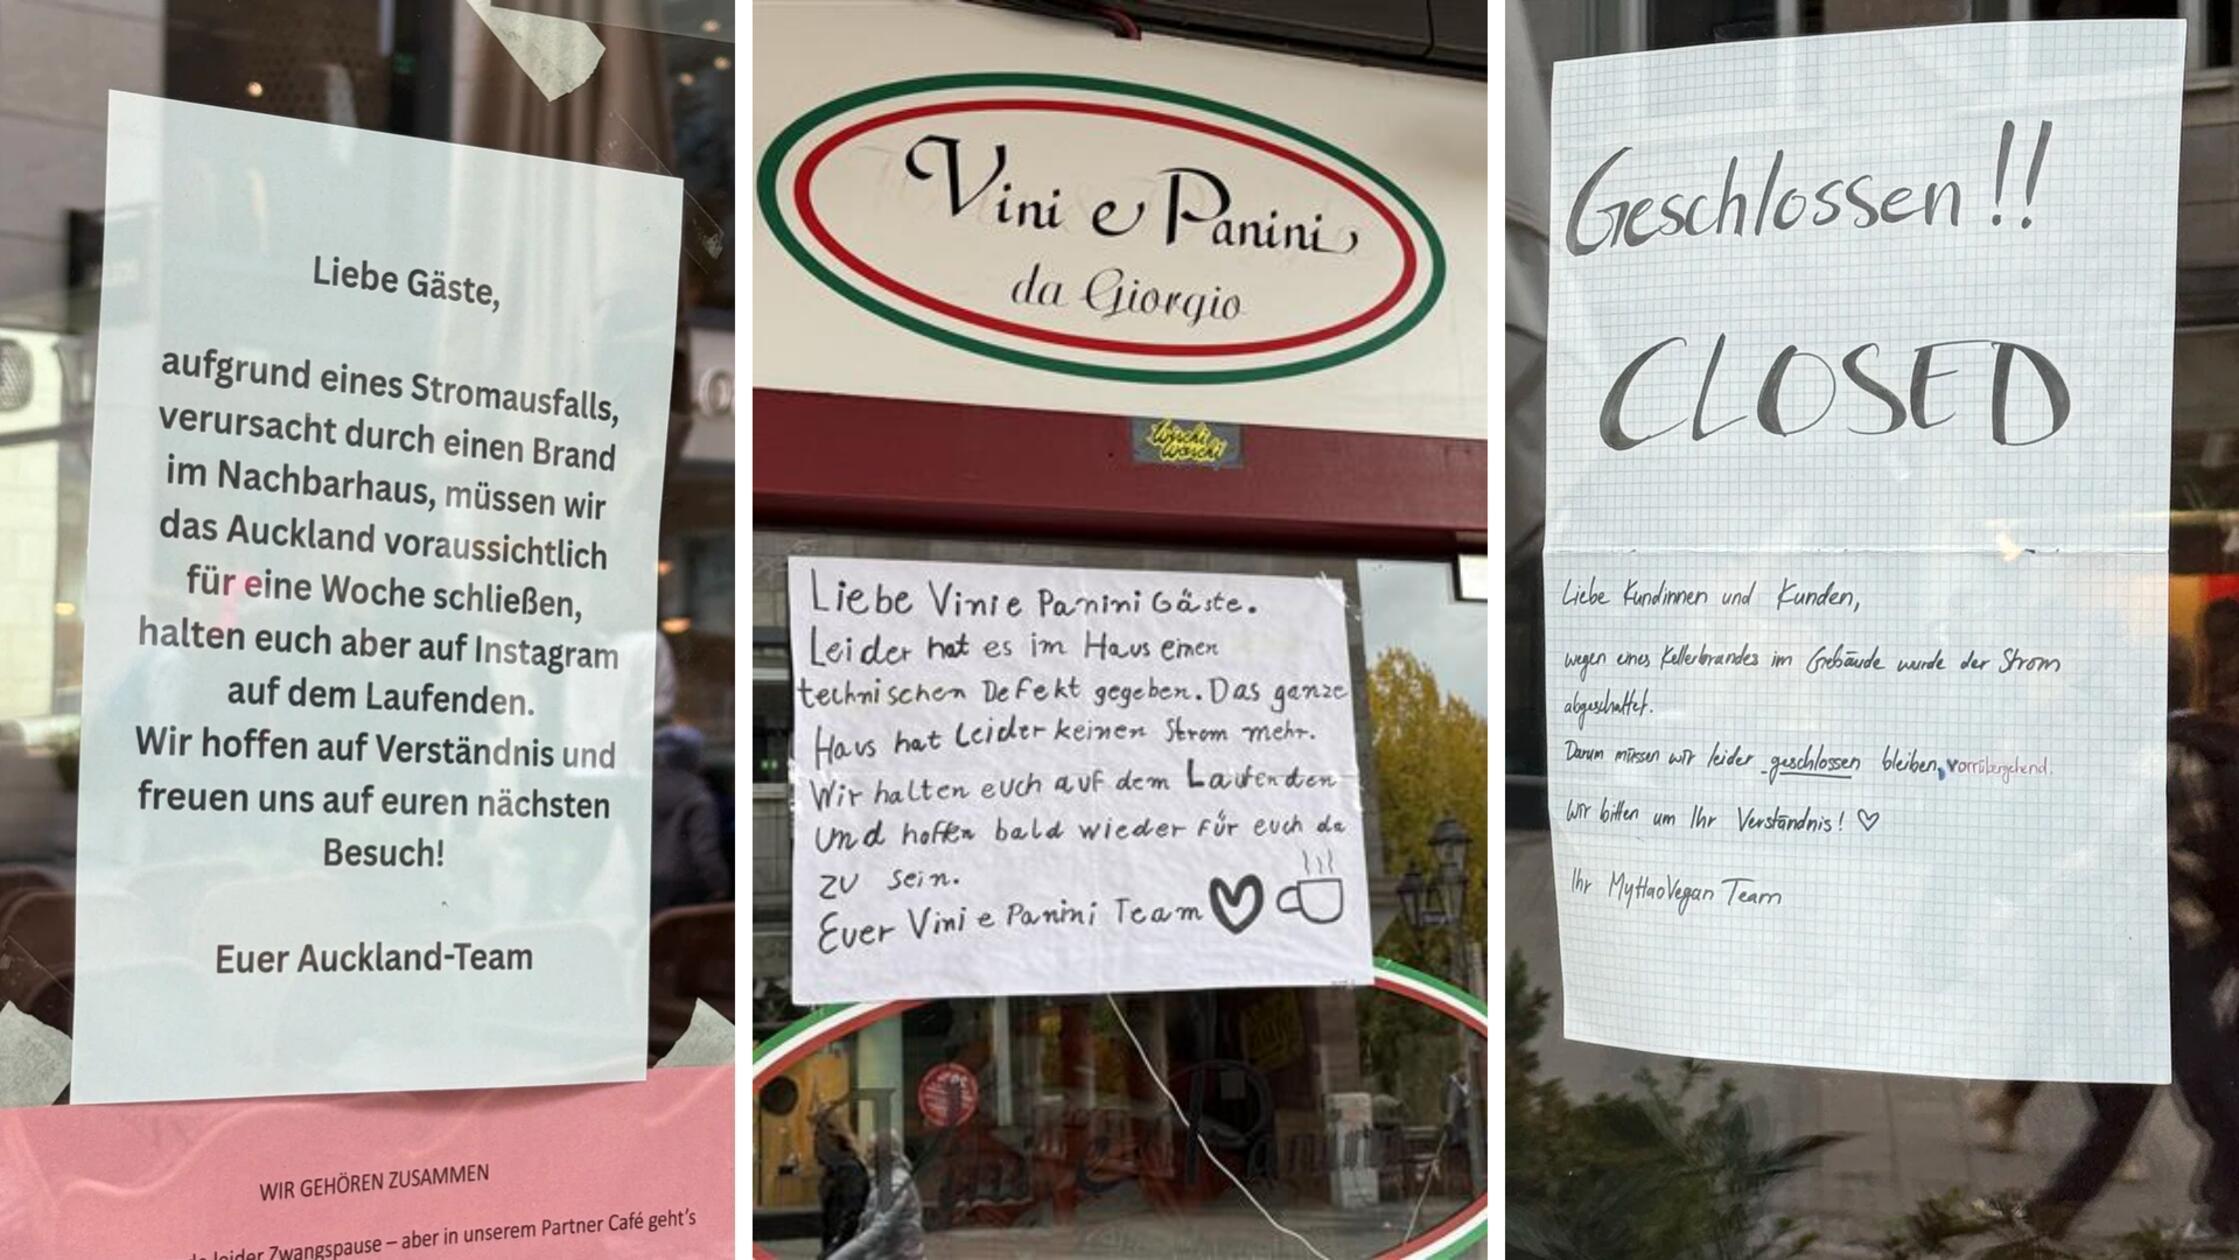 Liebe Gäste,
aufgrund eines Stromausfalls,
verursacht durch einen Brand
im Nachbarhaus, müssen wir
das Auckland voraussichtlich
für eine Woche schließen,
halten euch aber auf Instagram
auf dem Laufenden.
Wir hoffen auf Verständnis und
freuen uns auf euren nächsten
Besuch!
Euer Auckland-Team
WIR GEHÖREN ZUSAMMEN
leider Zwangspause – aber in unserem Partner Café geht's
Vini e Panini
da Giorgio
Liebe Vini e Panini Gäste.
Leider hat es im Haus einen
technischen Defekt gegeben. Das ganze
Haus hat Leider keinen Strom mehr.
Wir halten euch auf dem Laufenden
und hoffen bald wieder für euch da
zu sein.
Euer Vini e Panini Team
Geschlossen!!
CLOSED
Liebe Kundinnen und Kunden,
wegen eines Kellerbrandes im Gebäude wurde der Strom
abgeschaltet.
Darum müssen wir leider geschlossen bleiben, vorrübergehend.
Wir bitten um Ihr Verständnis! ♡
Ihr MyHaoVegan Team